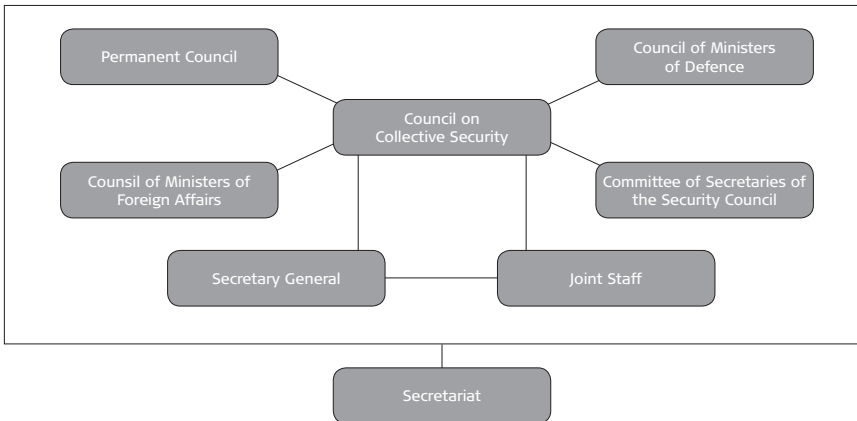 Permanent Council
Council of Ministers
of Defence
Council on
Collective Security
Counsil of Ministers of
Foreign Affairs
Committee of Secretaries of
the Security Council
Secretary General
Joint Staff
Secretariat